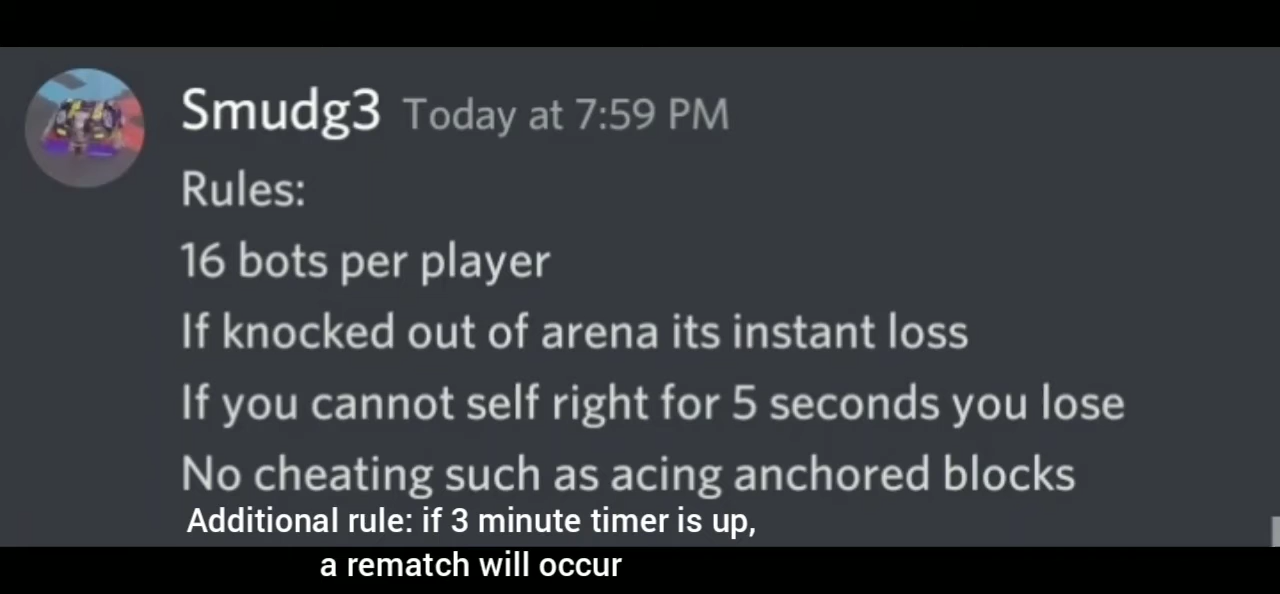 Smudg3 Today at 7:59 PM
Rules:
16 bots per player
If knocked out of arena its instant loss
If you cannot self right for 5 seconds you lose
No cheating such as acing anchored blocks
Additional rule: if 3 minute timer is up,
a rematch will occur